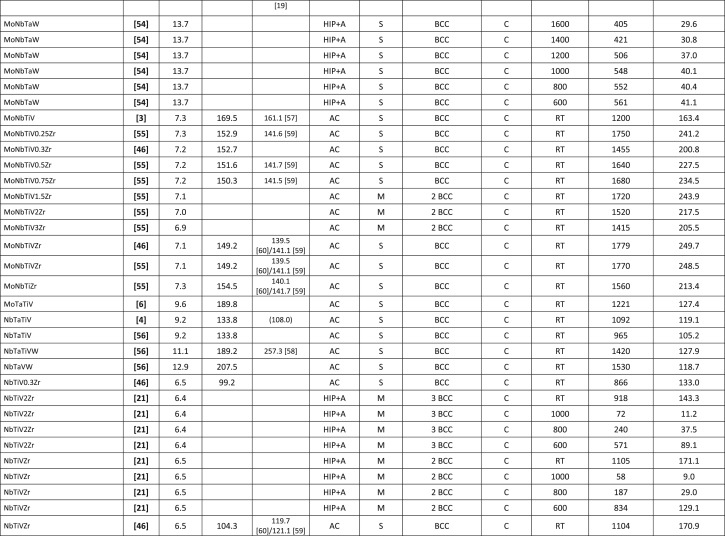 [19]
MoNbTaW [54] 13.7 HIP+A S BCC C 1600 405 29.6
MoNbTaW [54] 13.7 HIP+A S BCC C 1400 421 30.8
MoNbTaW [54] 13.7 HIP+A S BCC C 1200 506 37.0
MoNbTaW [54] 13.7 HIP+A S BCC C 1000 548 40.1
MoNbTaW [54] 13.7 HIP+A S BCC C 800 552 40.4
MoNbTaW [54] 13.7 HIP+A S BCC C 600 561 41.1
MoNbTiV [3] 7.3 169.5 161.1 [57] AC S BCC C RT 1200 163.4
MoNbTiV0.25Zr [55] 7.3 152.9 141.6 [59] AC S BCC C RT 1750 241.2
MoNbTiV0.3Zr [46] 7.2 152.7 AC S BCC C RT 1455 200.8
MoNbTiV0.5Zr [55] 7.2 151.6 141.7 [59] AC S BCC C RT 1640 227.5
MoNbTiV0.75Zr [55] 7.2 150.3 141.5 [59] AC S BCC C RT 1680 234.5
MoNbTiV1.5Zr [55] 7.1 AC M 2 BCC C RT 1720 243.9
MoNbTiV2Zr [55] 7.0 AC M 2 BCC C RT 1520 217.5
MoNbTiV3Zr [55] 6.9 AC M 2 BCC C RT 1415 205.5
MoNbTiVZr [46] 7.1 149.2 139.5 [60]/141.1 [59] AC S BCC C RT 1779 249.7
MoNbTiVZr [55] 7.1 149.2 139.5 [60]/141.1 [59] AC S BCC C RT 1770 248.5
MoNbTiZr [55] 7.3 154.5 140.1 [60]/141.7 [59] AC S BCC C RT 1560 213.4
MoTaTiV [6] 9.6 189.8 AC S BCC C RT 1221 127.4
NbTaTiV [4] 9.2 133.8 (108.0) AC S BCC C RT 1092 119.1
NbTaTiV [56] 9.2 133.8 AC S BCC C RT 965 105.2
NbTaTiVW [56] 11.1 189.2 257.3 [58] AC S BCC C RT 1420 127.9
NbTaVW [56] 12.9 207.5 AC S BCC C RT 1530 118.7
NbTiV0.3Zr [46] 6.5 99.2 AC S BCC C RT 866 133.0
NbTiV2Zr [21] 6.4 HIP+A M 3 BCC C RT 918 143.3
NbTiV2Zr [21] 6.4 HIP+A M 3 BCC C 1000 72 11.2
NbTiV2Zr [21] 6.4 HIP+A M 3 BCC C 800 240 37.5
NbTiV2Zr [21] 6.4 HIP+A M 3 BCC C 600 571 89.1
NbTiVZr [21] 6.5 HIP+A M 2 BCC C RT 1105 171.1
NbTiVZr [21] 6.5 HIP+A M 2 BCC C 1000 58 9.0
NbTiVZr [21] 6.5 HIP+A M 2 BCC C 800 187 29.0
NbTiVZr [21] 6.5 HIP+A M 2 BCC C 600 834 129.1
NbTiVZr [46] 6.5 104.3 119.7 [60]/121.1 [59] AC S BCC C RT 1104 170.9